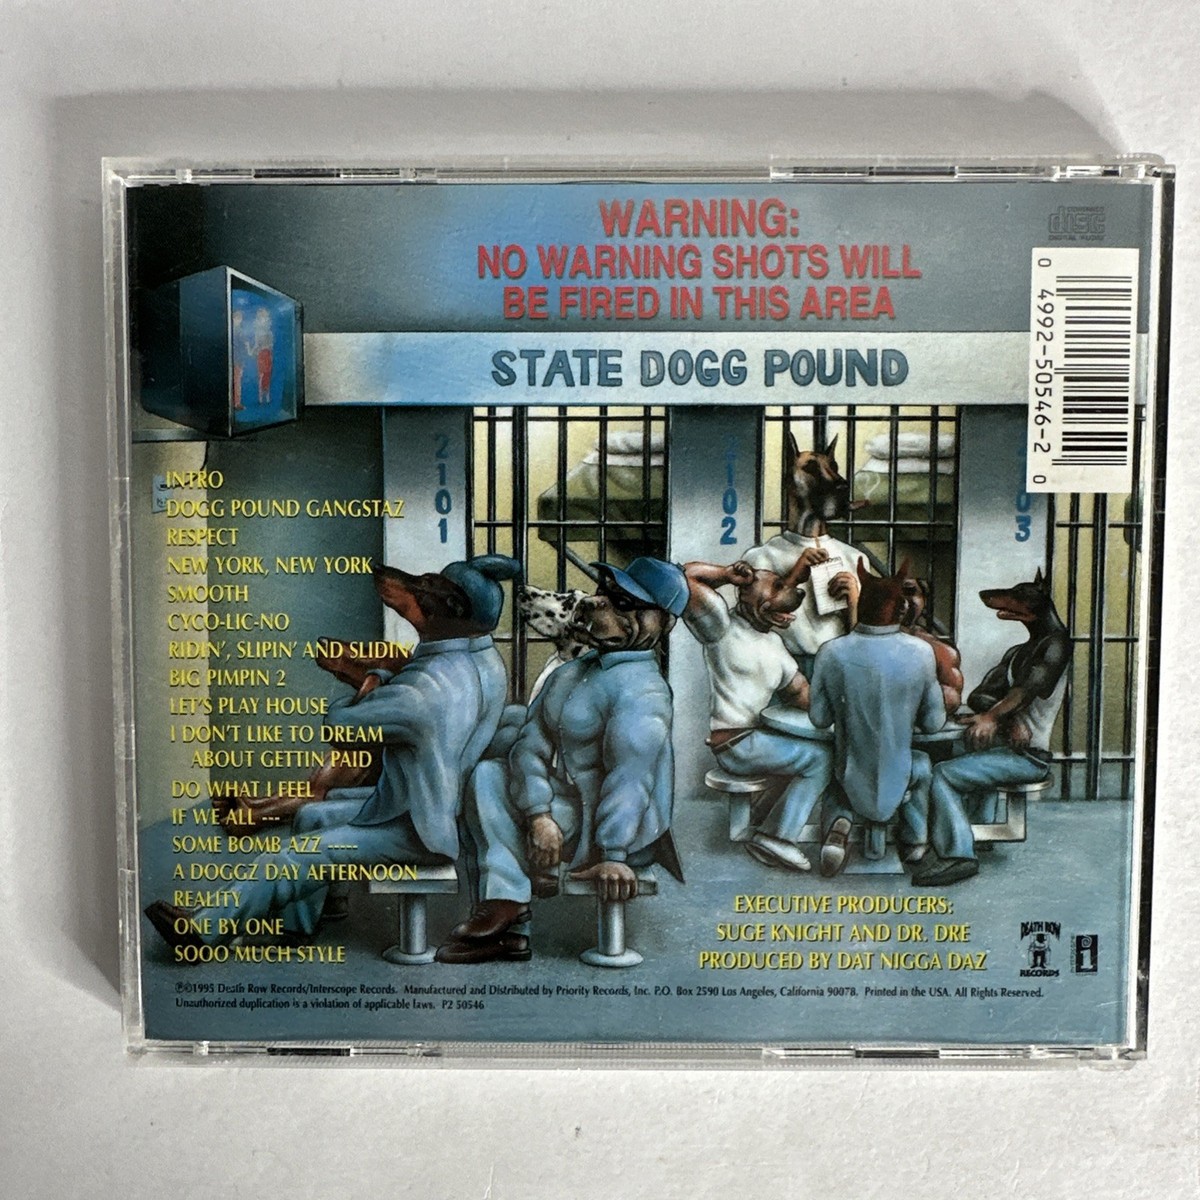 WARNING:
NO WARNING SHOTS WILL
BE FIRED IN THIS AREA
disc
DIGITAL AUDIO
STATE DOGG POUND
0 4992-50546-2 0
2101
2102
03
INTRO
DOGG POUND GANGSTAZ
RESPECT
NEW YORK, NEW YORK
SMOOTH
CYCO-LIC-NO
RIDIN', SLIPIN' AND SLIDIN'
BIG PIMPIN 2
LET'S PLAY HOUSE
I DON'T LIKE TO DREAM
ABOUT GETTIN PAID
DO WHAT I FEEL
IF WE ALL ---
SOME BOMB AZZ -----
A DOGGZ DAY AFTERNOON
REALITY
ONE BY ONE
SOOO MUCH STYLE
EXECUTIVE PRODUCERS:
SUGE KNIGHT AND DR. DRE
PRODUCED BY DAT NIGGA DAZ
DEATH ROW
RECORDS
℗©1995 Death Row Records/Interscope Records. Manufactured and Distributed by Priority Records, Inc. P.O. Box 2590 Los Angeles, California 90078. Printed in the USA. All Rights Reserved.
Unauthorized duplication is a violation of applicable laws. P2 50546